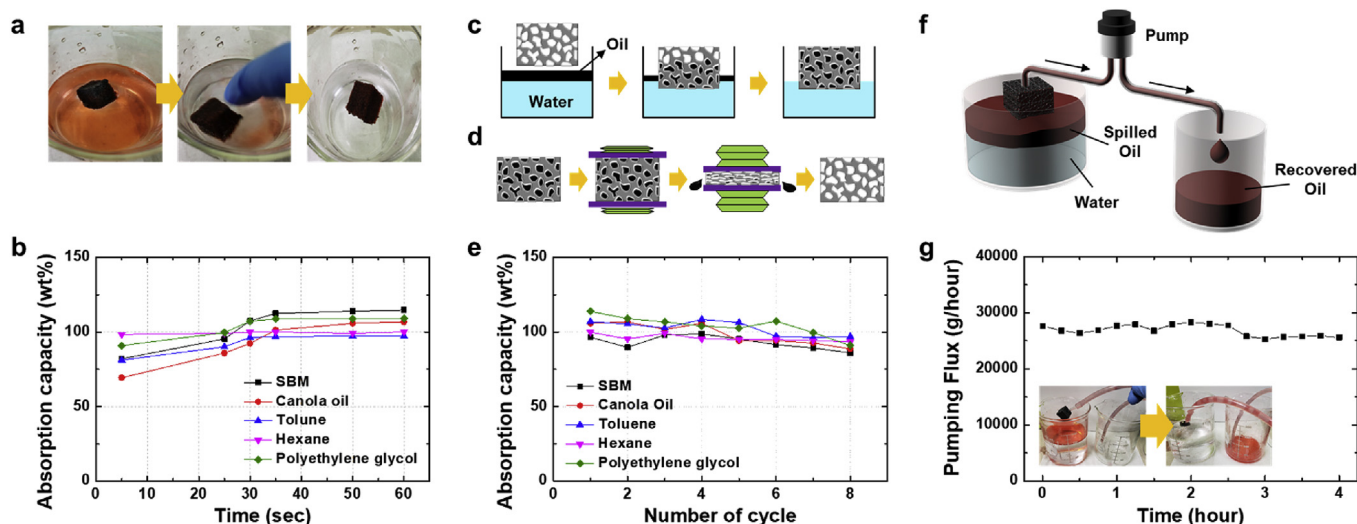 a
b
Absorption capacity (wt%)
150
100
50
0
0 10 20 30 40 50 60
Time (sec)
SBM
Canola oil
Tolune
Hexane
Polyethylene glycol
c
Oil
Water
d
e
Absorption capacity (wt%)
150
100
50
0
0 2 4 6 8
Number of cycle
SBM
Canola Oil
Toluene
Hexane
Polyethylene glycol
f
Pump
Spilled
Oil
Water
Recovered
Oil
g
Pumping Flux (g/hour)
40000
30000
20000
10000
0
0 1 2 3 4
Time (hour)